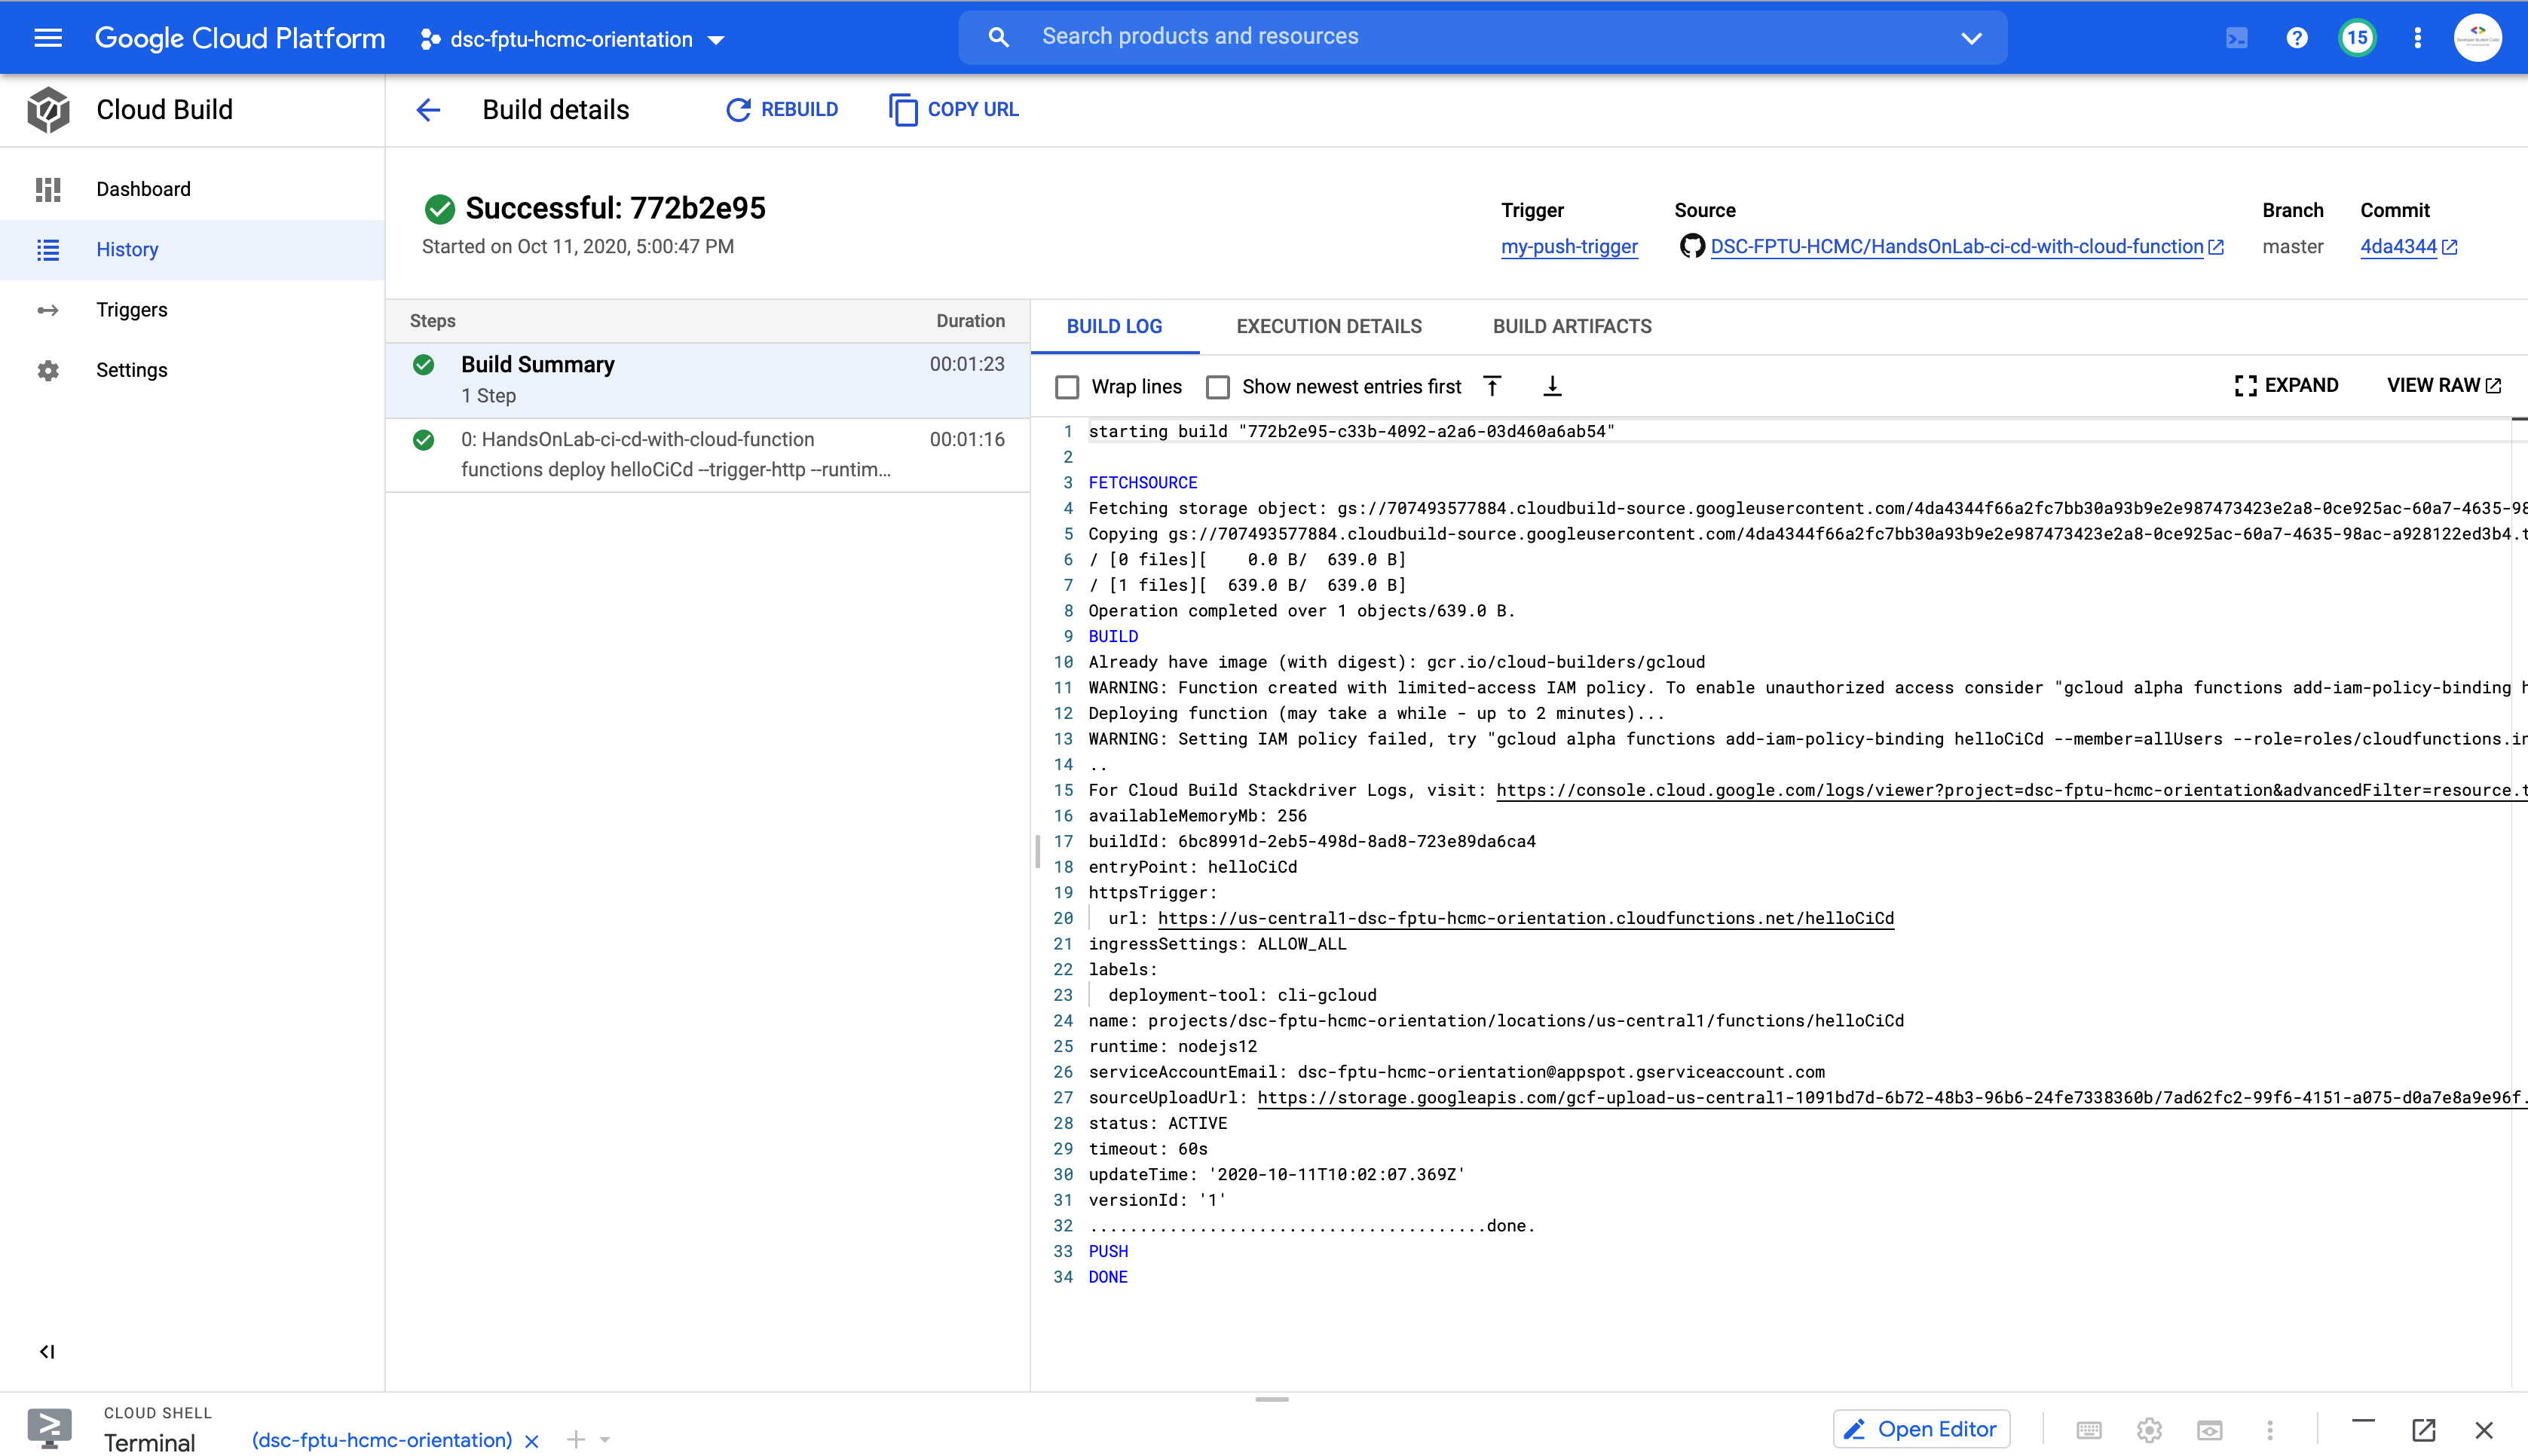 Google Cloud Platform
dsc-fptu-hcmc-orientation
Search products and resources
15
Cloud Build
Build details
REBUILD
COPY URL
Dashboard
History
Triggers
Settings
Successful: 772b2e95
Started on Oct 11, 2020, 5:00:47 PM
Trigger
my-push-trigger
Source
DSC-FPTU-HCMC/HandsOnLab-ci-cd-with-cloud-function
Branch
master
Commit
4da4344
Steps Duration
Build Summary 00:01:23
1 Step
0: HandsOnLab-ci-cd-with-cloud-function 00:01:16
functions deploy helloCiCd --trigger-http --runtim...
BUILD LOG
EXECUTION DETAILS
BUILD ARTIFACTS
Wrap lines
Show newest entries first
EXPAND
VIEW RAW
1 starting build "772b2e95-c33b-4092-a2a6-03d460a6ab54"
2
3 FETCHSOURCE
4 Fetching storage object: gs://707493577884.cloudbuild-source.googleusercontent.com/4da4344f66a2fc7bb30a93b9e2e987473423e2a8-0ce925ac-60a7-4635-98
5 Copying gs://707493577884.cloudbuild-source.googleusercontent.com/4da4344f66a2fc7bb30a93b9e2e987473423e2a8-0ce925ac-60a7-4635-98ac-a928122ed3b4.t
6 / [0 files][    0.0 B/  639.0 B]
7 / [1 files][  639.0 B/  639.0 B]
8 Operation completed over 1 objects/639.0 B.
9 BUILD
10 Already have image (with digest): gcr.io/cloud-builders/gcloud
11 WARNING: Function created with limited-access IAM policy. To enable unauthorized access consider "gcloud alpha functions add-iam-policy-binding h
12 Deploying function (may take a while - up to 2 minutes)...
13 WARNING: Setting IAM policy failed, try "gcloud alpha functions add-iam-policy-binding helloCiCd --member=allUsers --role=roles/cloudfunctions.in
14 ..
15 For Cloud Build Stackdriver Logs, visit: https://console.cloud.google.com/logs/viewer?project=dsc-fptu-hcmc-orientation&advancedFilter=resource.t
16 availableMemoryMb: 256
17 buildId: 6bc8991d-2eb5-498d-8ad8-723e89da6ca4
18 entryPoint: helloCiCd
19 httpsTrigger:
20 url: https://us-central1-dsc-fptu-hcmc-orientation.cloudfunctions.net/helloCiCd
21 ingressSettings: ALLOW_ALL
22 labels:
23 deployment-tool: cli-gcloud
24 name: projects/dsc-fptu-hcmc-orientation/locations/us-central1/functions/helloCiCd
25 runtime: nodejs12
26 serviceAccountEmail: dsc-fptu-hcmc-orientation@appspot.gserviceaccount.com
27 sourceUploadUrl: https://storage.googleapis.com/gcf-upload-us-central1-1091bd7d-6b72-48b3-96b6-24fe7338360b/7ad62fc2-99f6-4151-a075-d0a7e8a9e96f.
28 status: ACTIVE
29 timeout: 60s
30 updateTime: '2020-10-11T10:02:07.369Z'
31 versionId: '1'
32 ........................................done.
33 PUSH
34 DONE
CLOUD SHELL
Terminal
(dsc-fptu-hcmc-orientation)
Open Editor